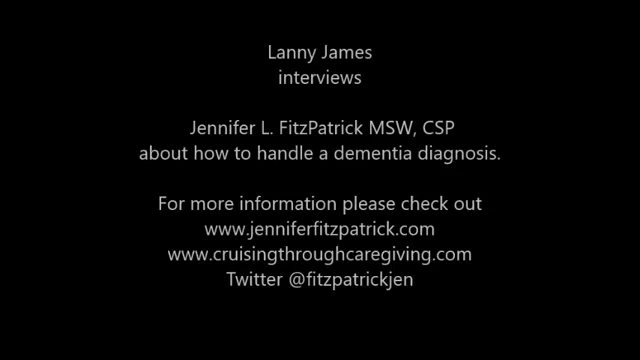 Lanny James
interviews
Jennifer L. FitzPatrick MSW, CSP
about how to handle a dementia diagnosis.
For more information please check out
www.jenniferfitzpatrick.com
www.cruisingthroughcaregiving.com
Twitter @fitzpatrickjen